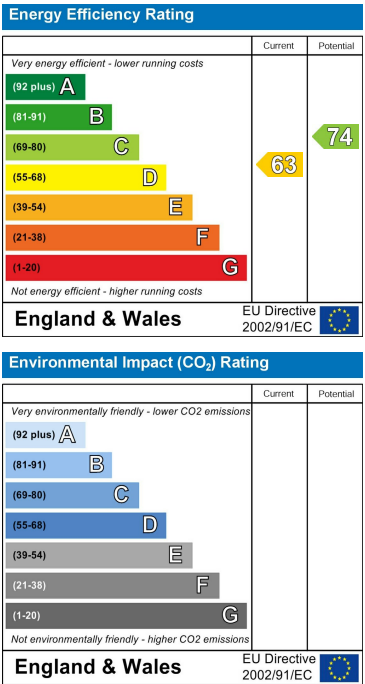 Energy Efficiency Rating
Current Potential
Very energy efficient - lower running costs
(92 plus) A
(81-91) B
(69-80) C
(55-68) D
(39-54) E
(21-38) F
(1-20) G
63
74
Not energy efficient - higher running costs
England & Wales
EU Directive
2002/91/EC
Environmental Impact (CO₂) Rating
Current Potential
Very environmentally friendly - lower CO2 emissions
(92 plus) A
(81-91) B
(69-80) C
(55-68) D
(39-54) E
(21-38) F
(1-20) G
Not environmentally friendly - higher CO2 emissions
England & Wales
EU Directive
2002/91/EC